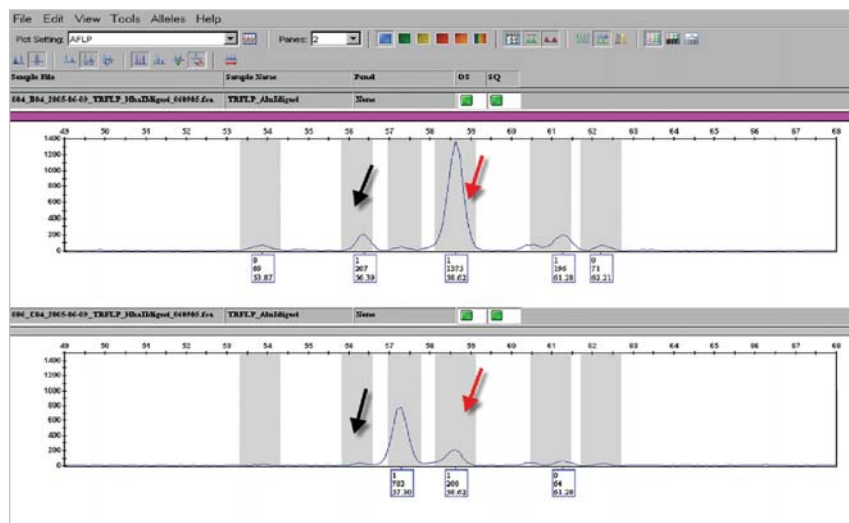 File Edit View Tools Alleles Help
Plot Setting: AFLP Panes: 2
Sample File Sample Name Panel OS SQ
TRFLP_AluIdigest None
49 50 51 52 53 54 55 56 57 58 59 60 61 62 63 64 65 66 67 68
1400
1200
1000
800
600
400
200
0
0 1 1 1 0
69 207 1375 196 71
53.87 56.39 58.62 61.28 62.21
TRFLP_AluIdigest None
49 50 51 52 53 54 55 56 57 58 59 60 61 62 63 64 65 66 67 68
1400
1200
1000
800
600
400
200
0
1 1 0
783 208 64
57.30 58.62 61.28